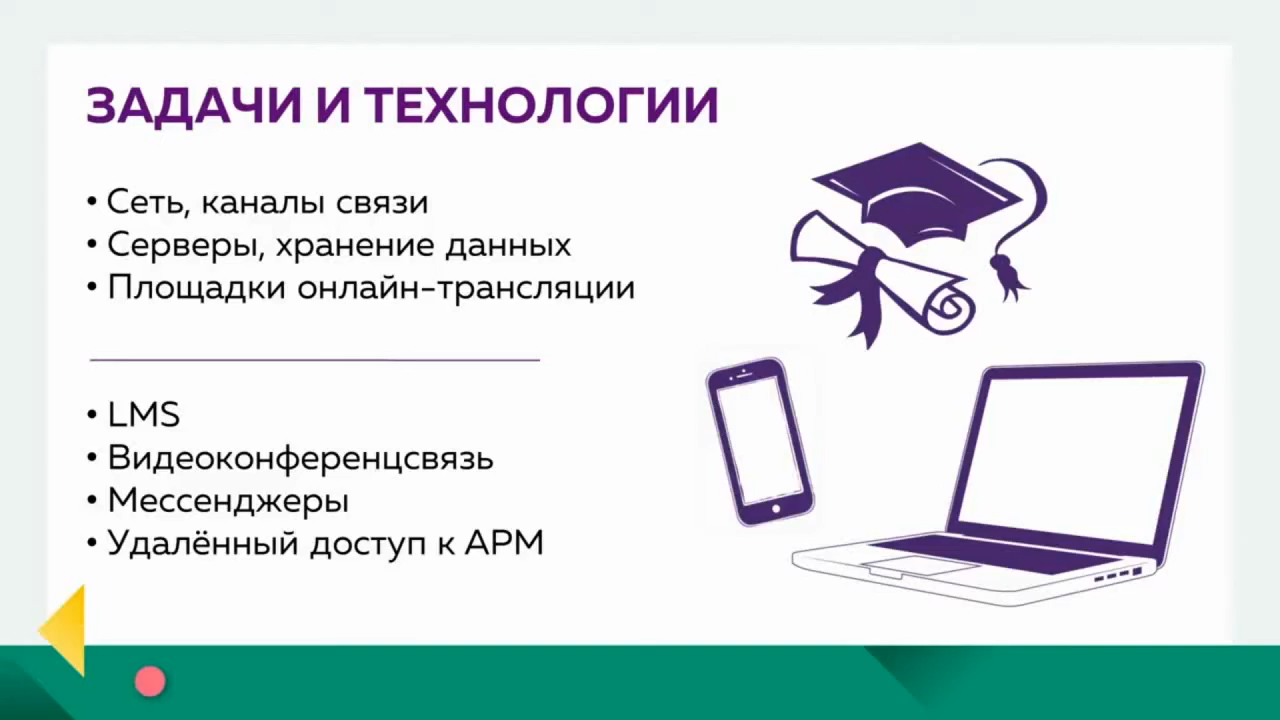 ЗАДАЧИ И ТЕХНОЛОГИИ
• Сеть, каналы связи
• Серверы, хранение данных
• Площадки онлайн-трансляции
• LMS
• Видеоконференцсвязь
• Мессенджеры
• Удалённый доступ к АРМ